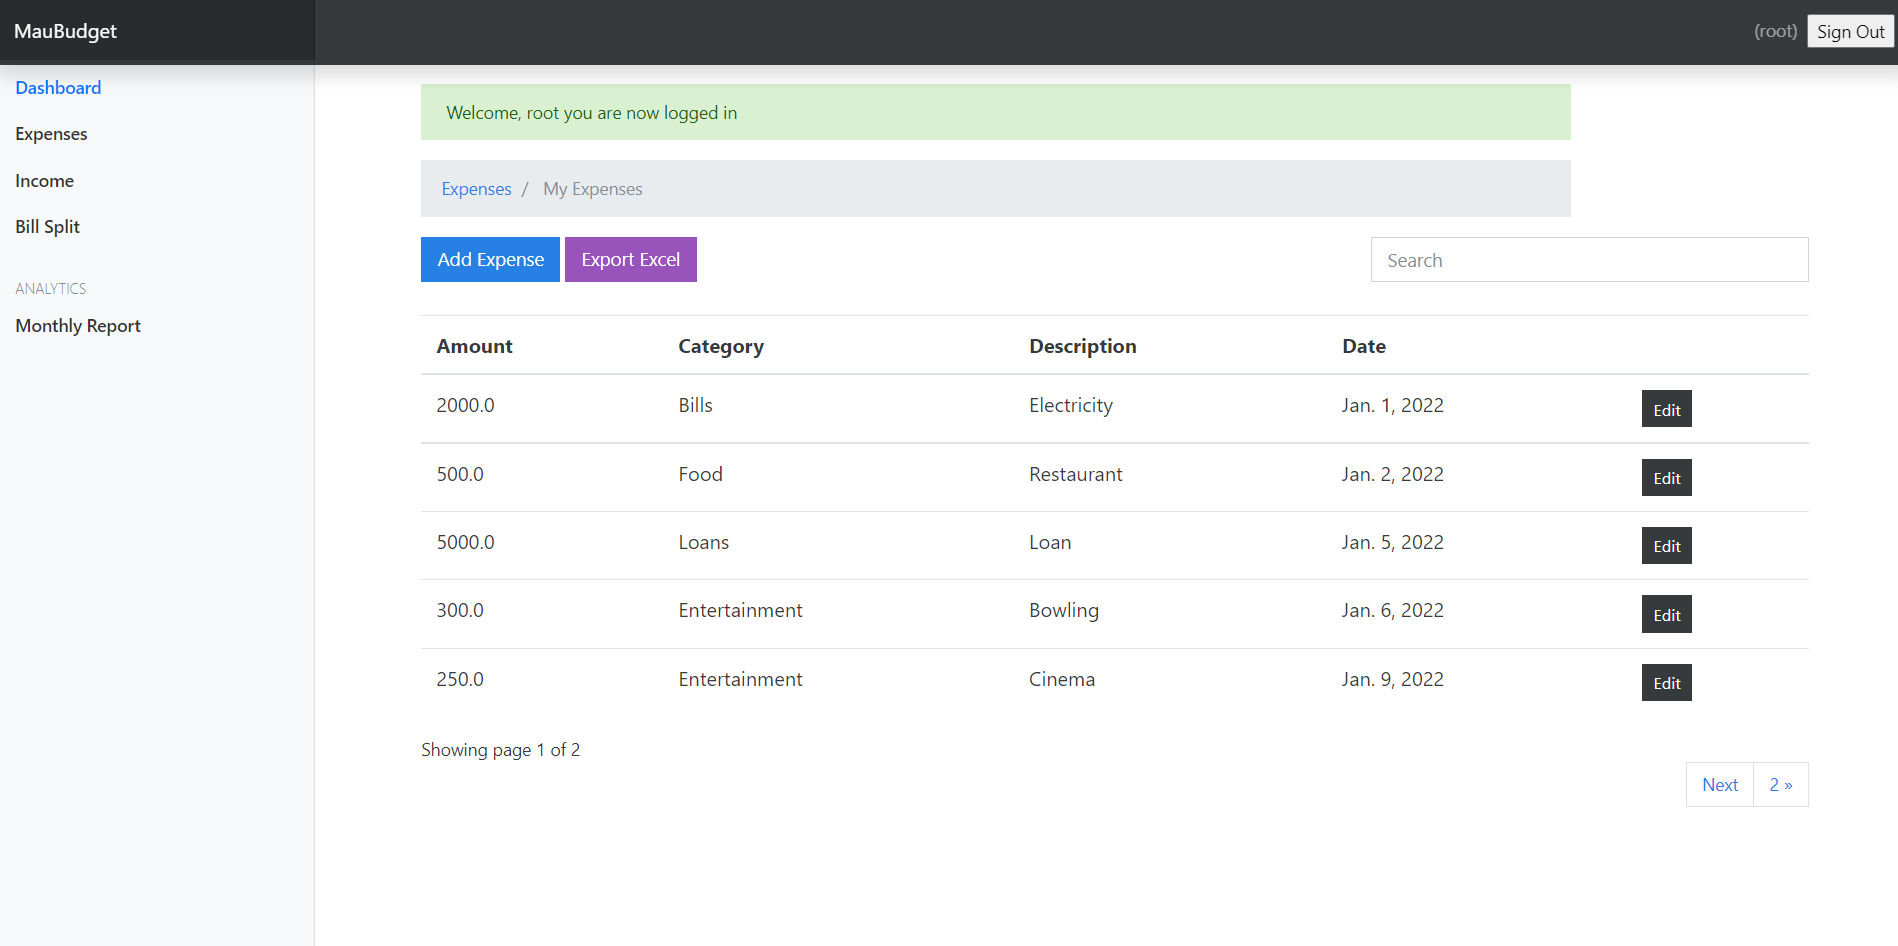 MauBudget
(root) Sign Out
Dashboard
Expenses
Income
Bill Split
ANALYTICS
Monthly Report
Welcome, root you are now logged in
Expenses / My Expenses
Add Expense Export Excel Search
Amount Category Description Date
2000.0 Bills Electricity Jan. 1, 2022 Edit
500.0 Food Restaurant Jan. 2, 2022 Edit
5000.0 Loans Loan Jan. 5, 2022 Edit
300.0 Entertainment Bowling Jan. 6, 2022 Edit
250.0 Entertainment Cinema Jan. 9, 2022 Edit
Showing page 1 of 2
Next 2 »